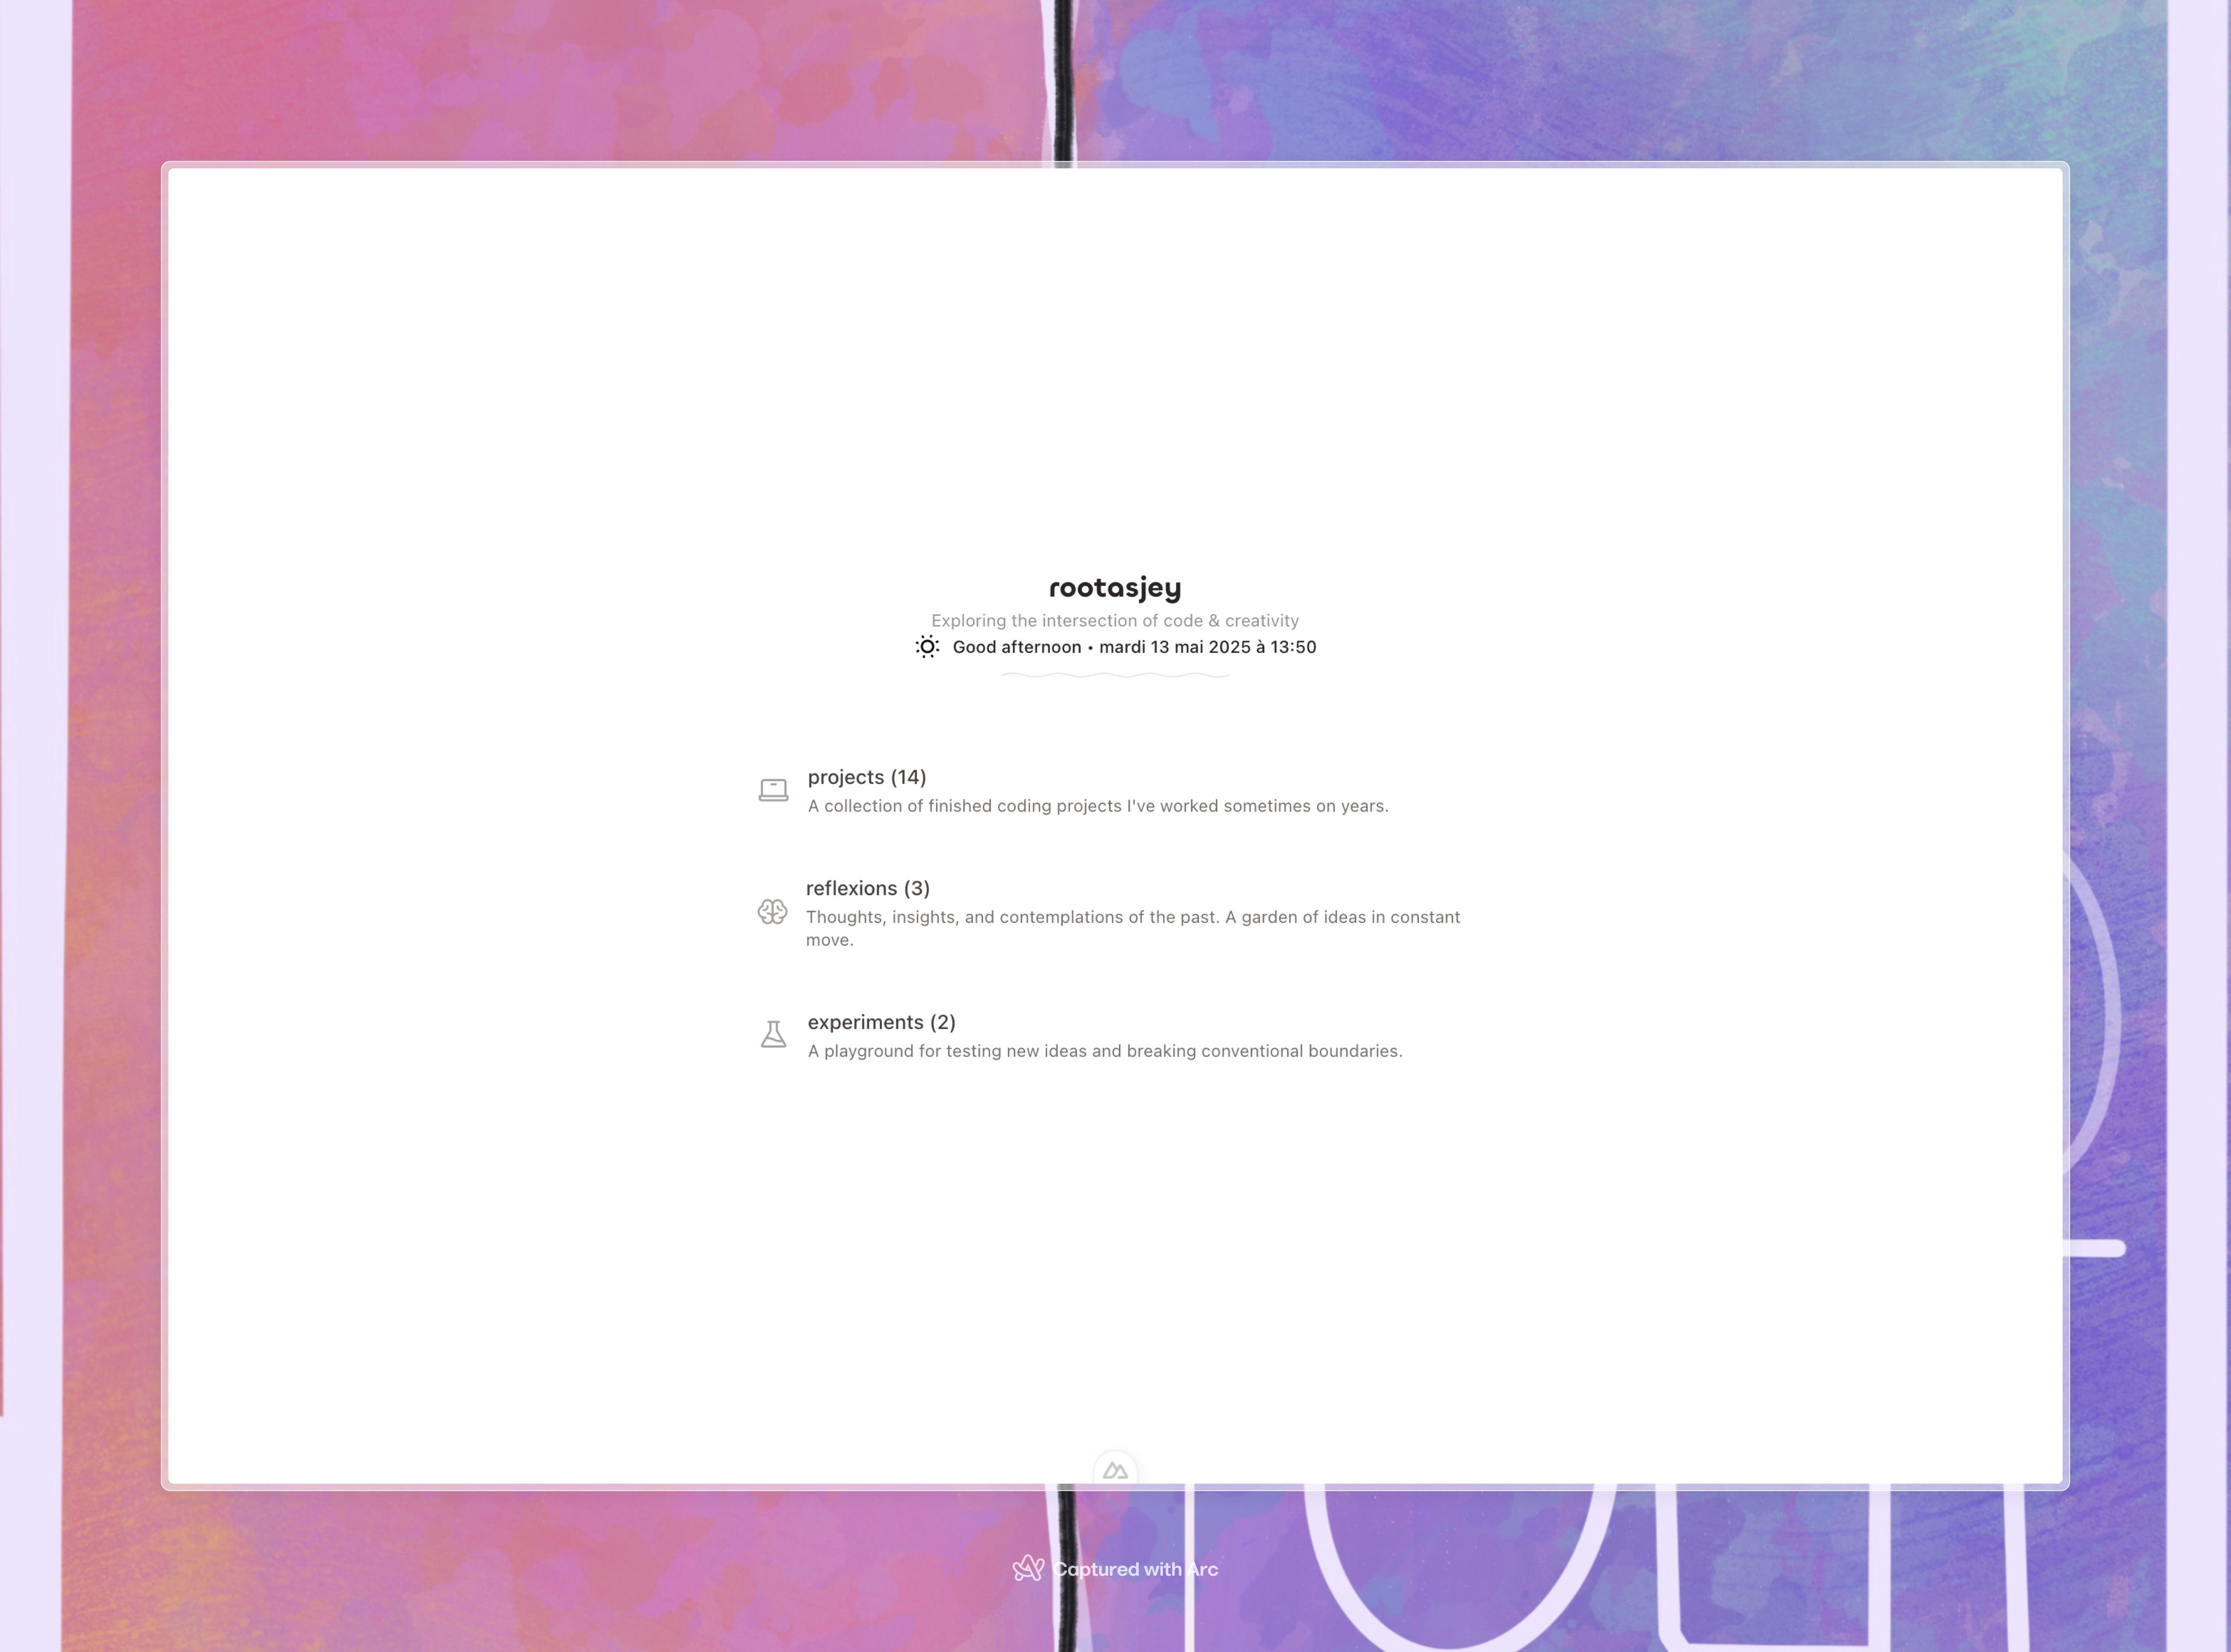 rootasjey
Exploring the intersection of code & creativity
Good afternoon • mardi 13 mai 2025 à 13:50
projects (14)
A collection of finished coding projects I've worked sometimes on years.
reflexions (3)
Thoughts, insights, and contemplations of the past. A garden of ideas in constant
move.
experiments (2)
A playground for testing new ideas and breaking conventional boundaries.
Captured with Arc